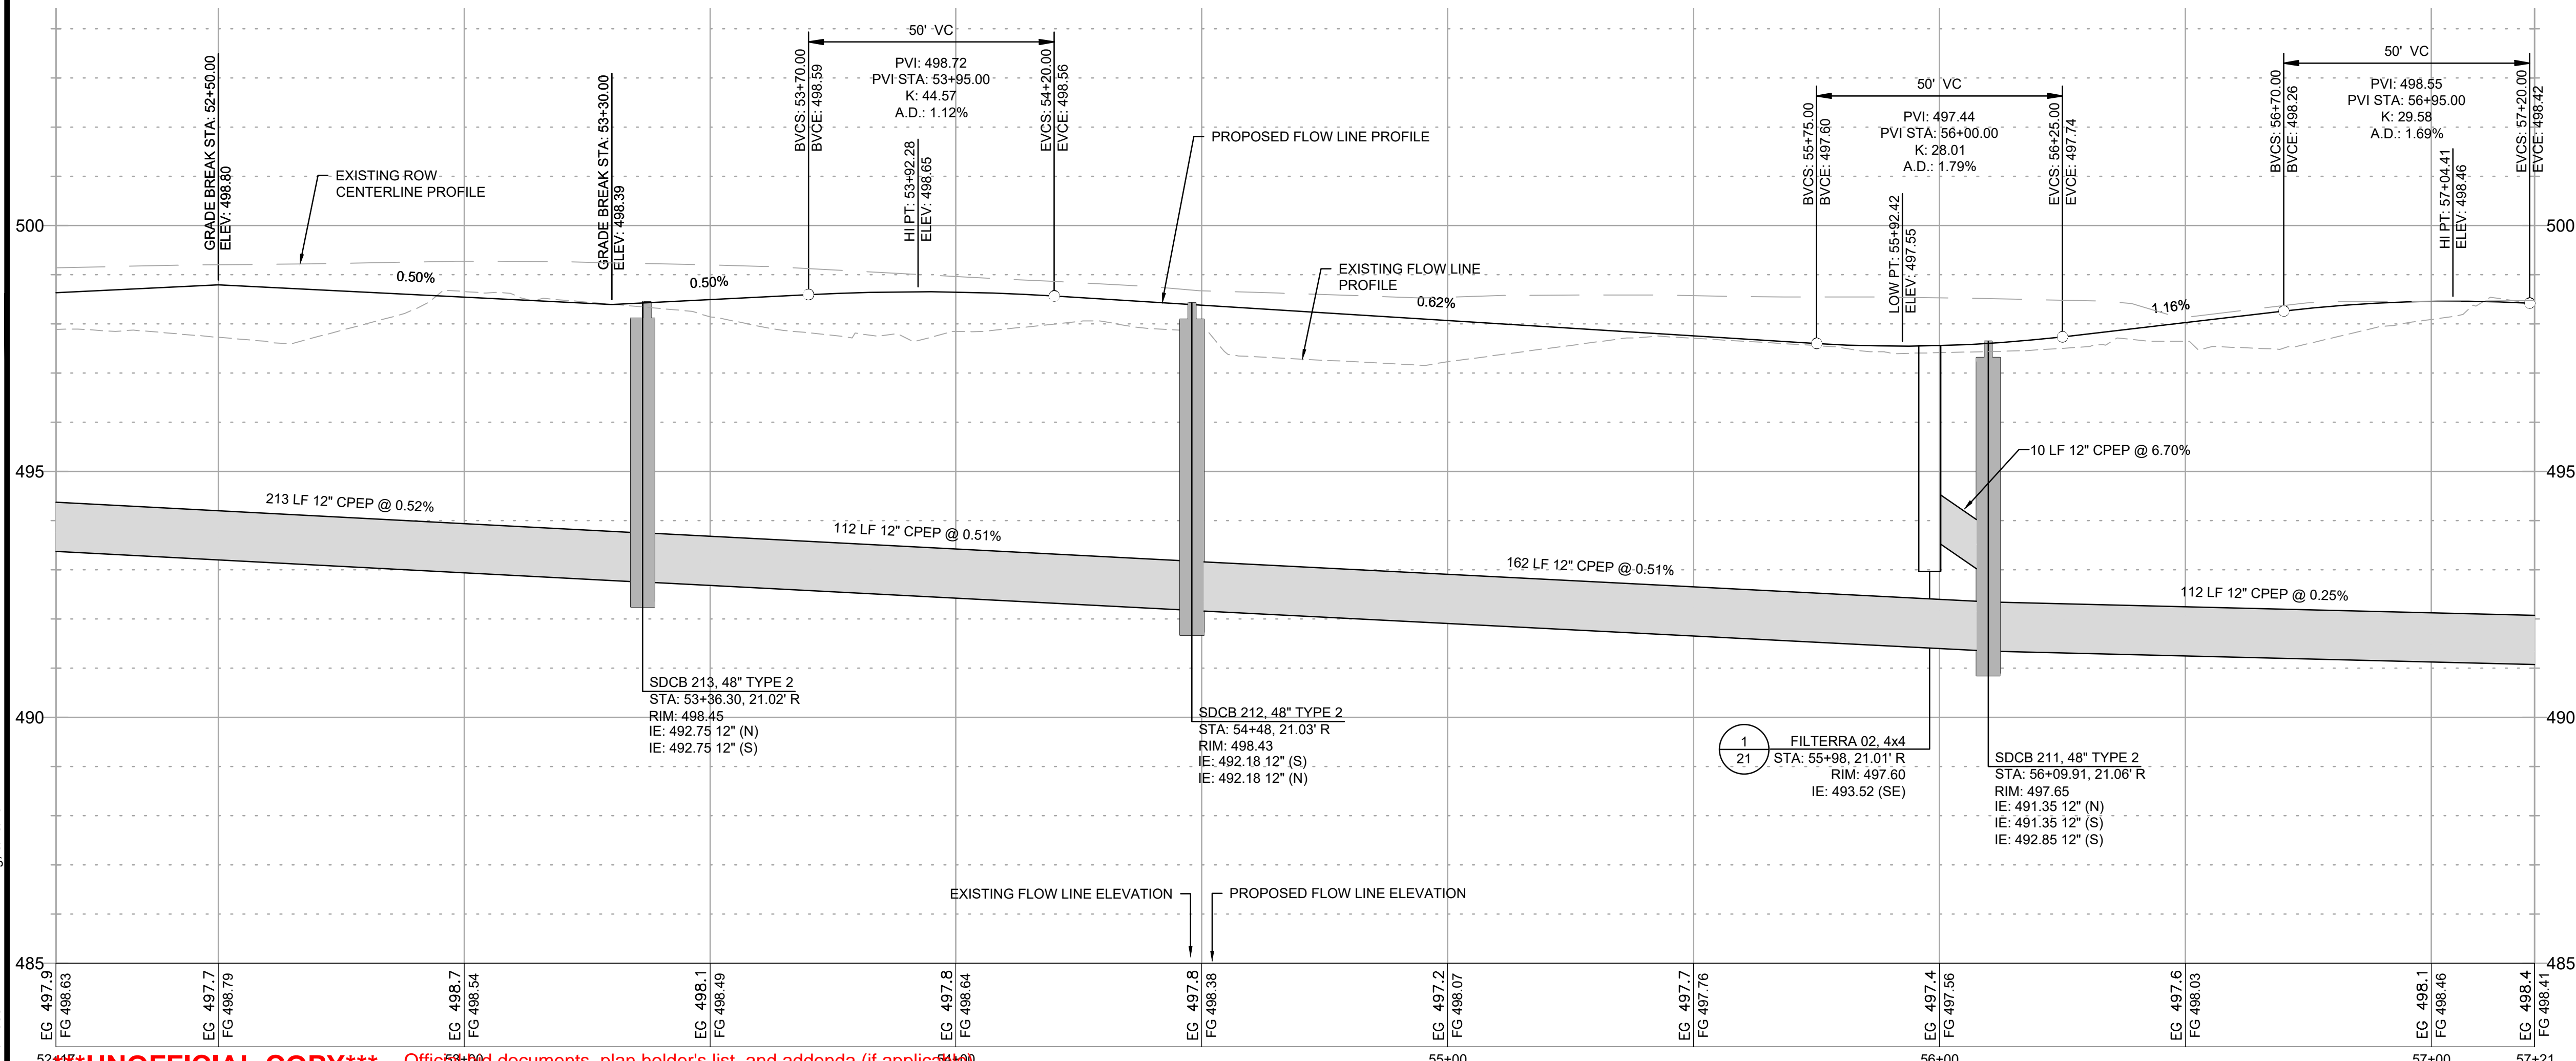 50' VC
GRADE BREAK STA: 52+50.00
ELEV: 498.80
GRADE BREAK STA: 53+30.00
ELEV: 498.39
BVCS: 53+70.00
BVCE: 498.59
PVI: 498.72
PVI STA: 53+95.00
K: 44.57
A.D.: 1.12%
HI PT: 53+92.28
ELEV: 498.65
EVCS: 54+20.00
EVCE: 498.56
PROPOSED FLOW LINE PROFILE
EXISTING ROW
CENTERLINE PROFILE
EXISTING FLOW LINE
PROFILE
50' VC
BVCS: 55+75.00
BVCE: 497.60
PVI: 497.44
PVI STA: 56+00.00
K: 28.01
A.D.: 1.79%
LOW PT: 55+92.42
ELEV: 497.55
EVCS: 56+25.00
EVCE: 497.74
50' VC
BVCS: 56+70.00
BVCE: 498.26
PVI: 498.55
PVI STA: 56+95.00
K: 29.58
A.D.: 1.69%
HI PT: 57+04.41
ELEV: 498.46
EVCS: 57+20.00
EVCE: 498.42
500
500
0.50%
0.50%
0.62%
1.16%
495
495
10 LF 12" CPEP @ 6.70%
213 LF 12" CPEP @ 0.52%
112 LF 12" CPEP @ 0.51%
162 LF 12" CPEP @ 0.51%
112 LF 12" CPEP @ 0.25%
490
490
SDCB 213, 48" TYPE 2
STA: 53+36.30, 21.02' R
RIM: 498.45
IE: 492.75 12" (N)
IE: 492.75 12" (S)
SDCB 212, 48" TYPE 2
STA: 54+48, 21.03' R
RIM: 498.43
IE: 492.18 12" (S)
IE: 492.18 12" (N)
1
21
FILTERRA 02, 4x4
STA: 55+98, 21.01' R
RIM: 497.60
IE: 493.52 (SE)
SDCB 211, 48" TYPE 2
STA: 56+09.91, 21.06' R
RIM: 497.65
IE: 491.35 12" (N)
IE: 491.35 12" (S)
IE: 492.85 12" (S)
EXISTING FLOW LINE ELEVATION
PROPOSED FLOW LINE ELEVATION
485
485
EG 497.9
FG 498.63
EG 497.7
FG 498.79
EG 498.7
FG 498.54
EG 498.1
FG 498.49
EG 497.8
FG 498.64
EG 497.8
FG 498.38
EG 497.2
FG 498.07
EG 497.7
FG 497.76
EG 497.4
FG 497.56
EG 497.6
FG 498.03
EG 498.1
FG 498.46
EG 498.4
FG 498.41
53+00
54+00
55+00
56+00
57+00
57+21
UNOFFICIAL COPY*** documents, plan holder's list, and addenda (if